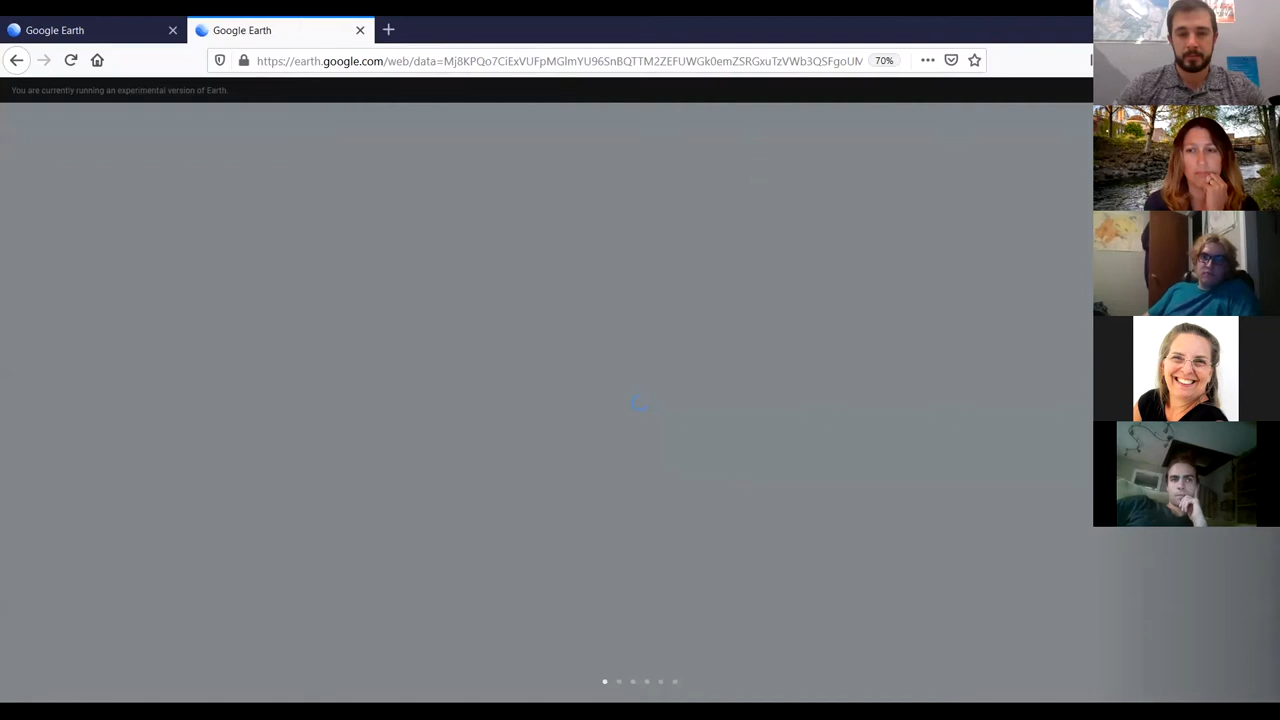 Google Earth
Google Earth
https://earth.google.com/web/data=Mj8KPQo7CiExVUFpMGlmYU96SnBQTTM2ZEFUWGk0emZSRGxuTzVWb3QSFgoUM
70%
You are currently running an experimental version of Earth.